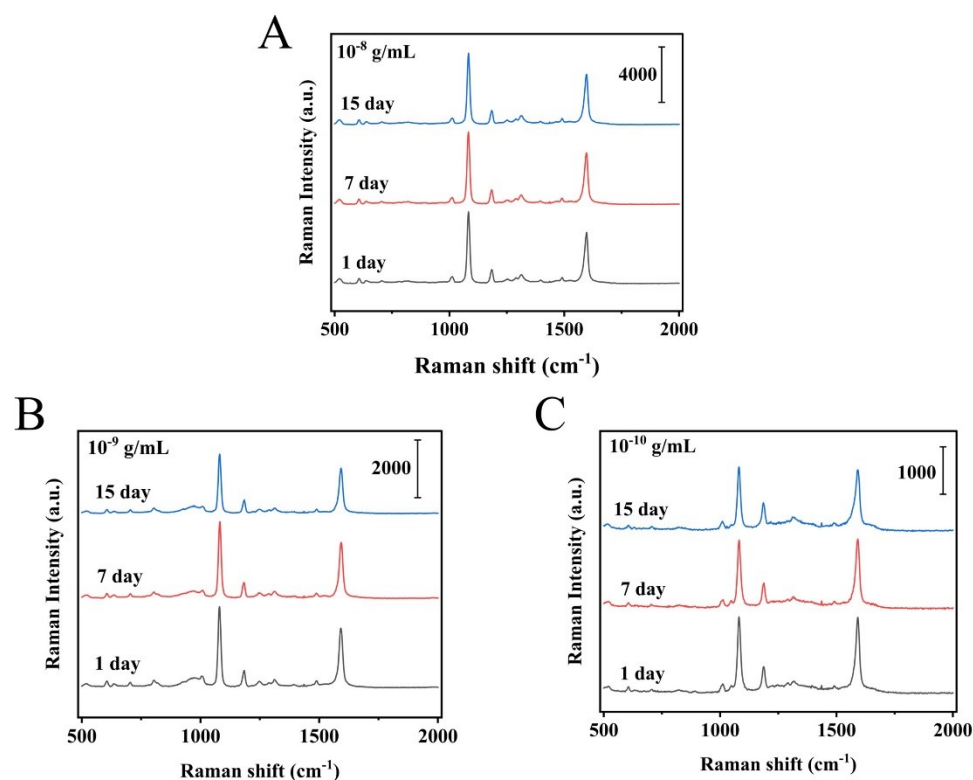 A
10⁻⁸ g/mL
4000
15 day
7 day
1 day
Raman Intensity (a.u.)
500 1000 1500 2000
Raman shift (cm⁻¹)
B
10⁻⁹ g/mL
2000
15 day
7 day
1 day
Raman Intensity (a.u.)
500 1000 1500 2000
Raman shift (cm⁻¹)
C
10⁻¹⁰ g/mL
1000
15 day
7 day
1 day
Raman Intensity (a.u.)
500 1000 1500 2000
Raman shift (cm⁻¹)